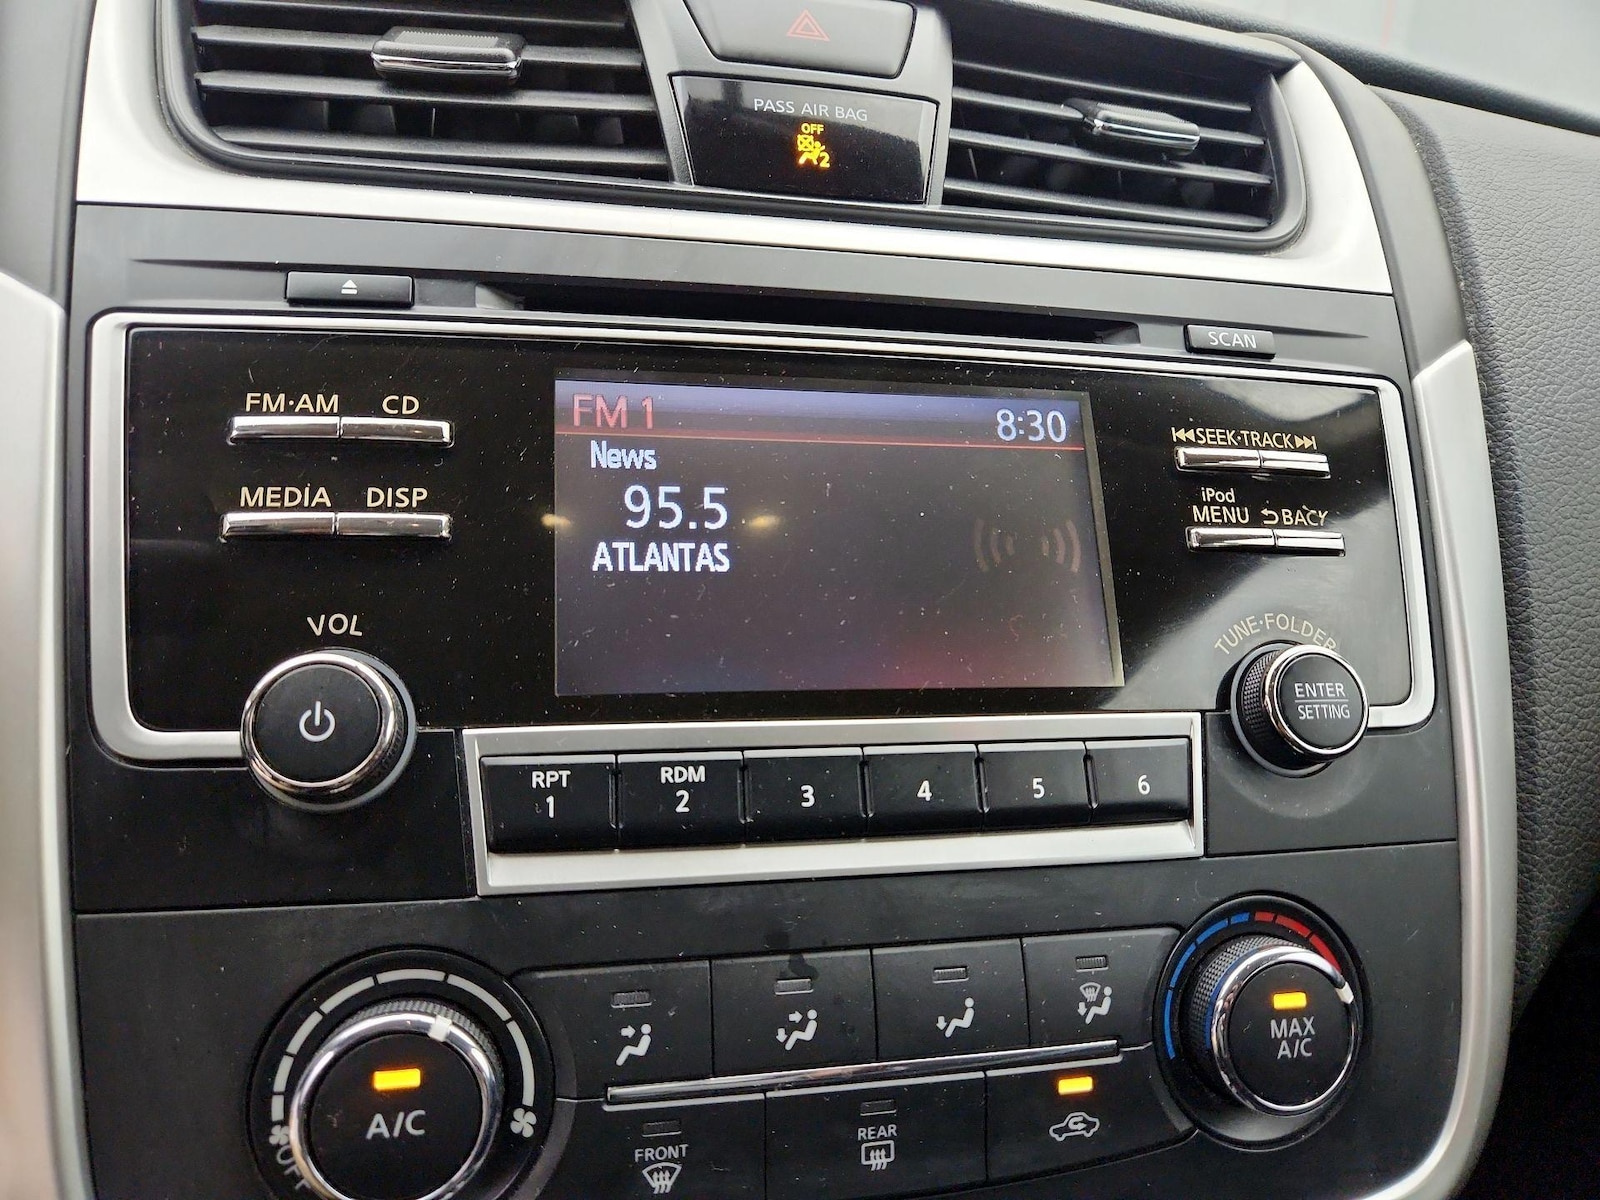 PASS AIR BAG
OFF
2
SCAN
FM·AM CD
FM 1 8:30
SEEK·TRACK
News
MEDIA DISP
95.5
iPod
MENU BACK
ATLANTAS
VOL
TUNE·FOLDER
ENTER
SETTING
RPT
1
RDM
2
3
4
5
6
MAX
A/C
A/C
OFF
FRONT
REAR